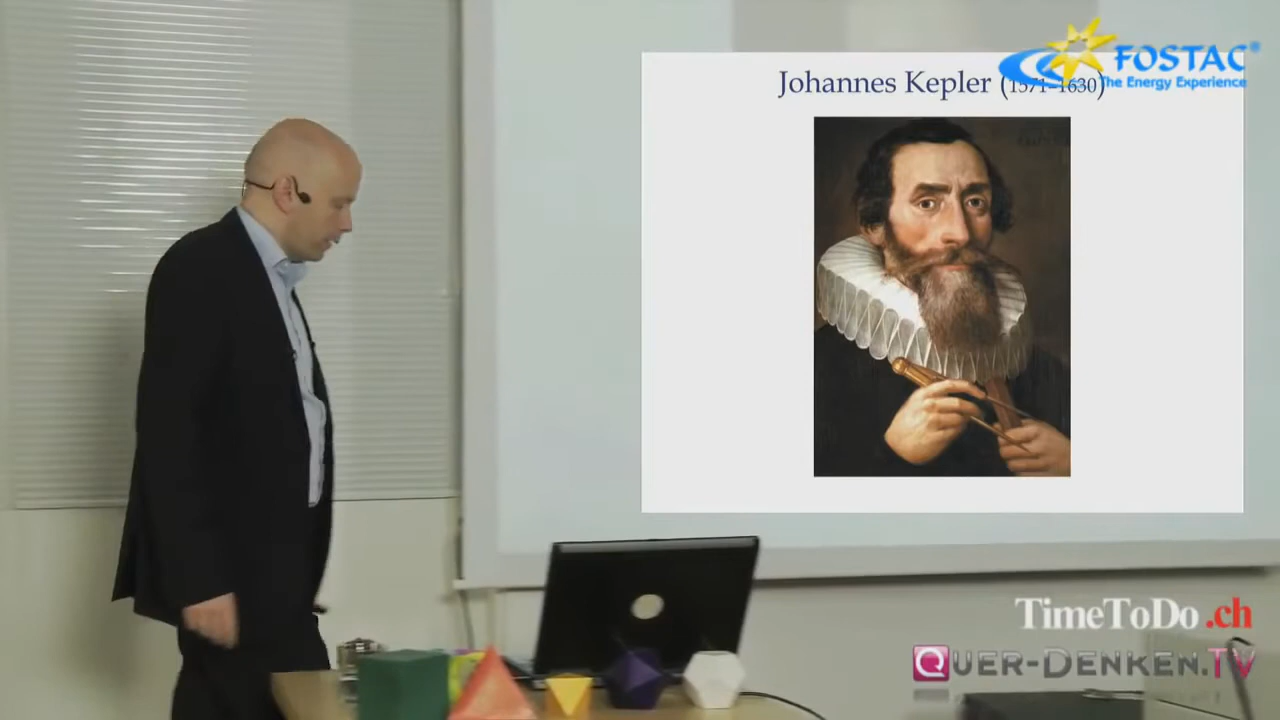 Johannes Kepler (1571–1630)
FOSTAC®
The Energy Experience
TimeToDo.ch
QUER-DENKEN.TV